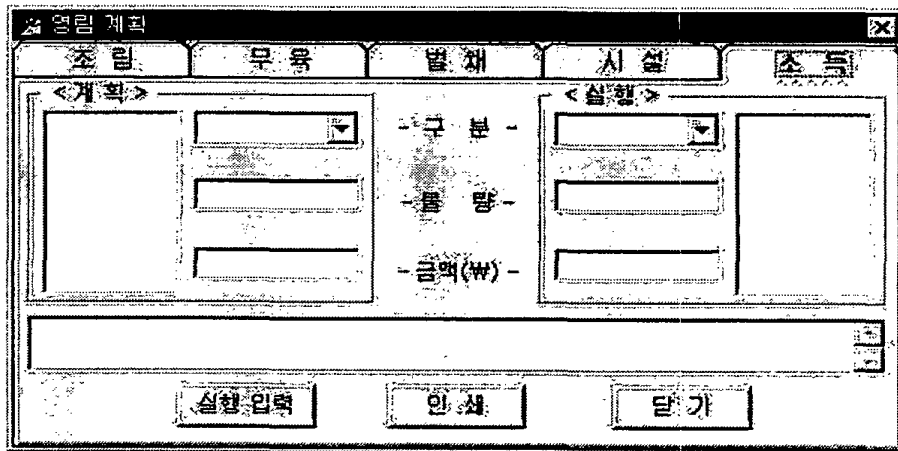 영림 계획
조 림 무 육 벌 채 시 설 소 득
<계 획> <실 행>
- 구 분 -
- 물 량 -
- 금액(₩) -
실행 입력 인 쇄 닫 기